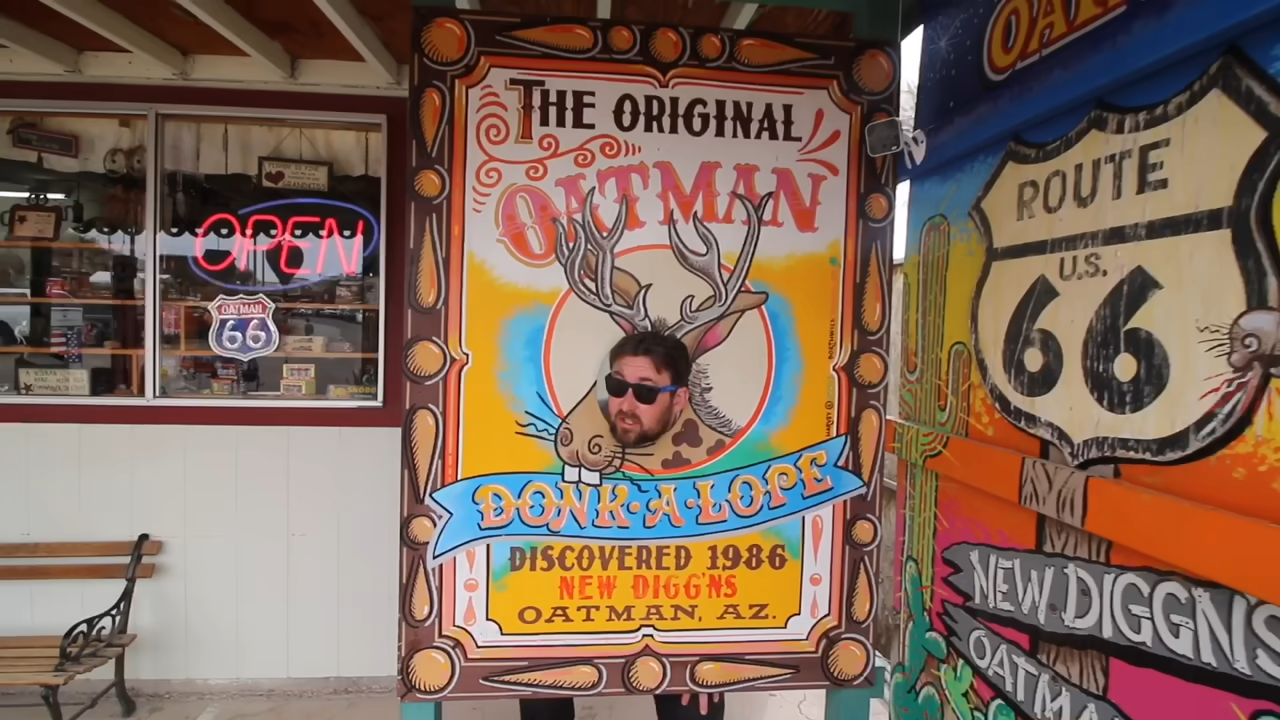 OPEN
OATMAN
66
GRANDKIDS
THE ORIGINAL
OATMAN
DONK·A·LOPE
DISCOVERED 1986
NEW DIGG'NS
OATMAN, AZ.
ROUTE
U.S.
66
NEW DIGGNS